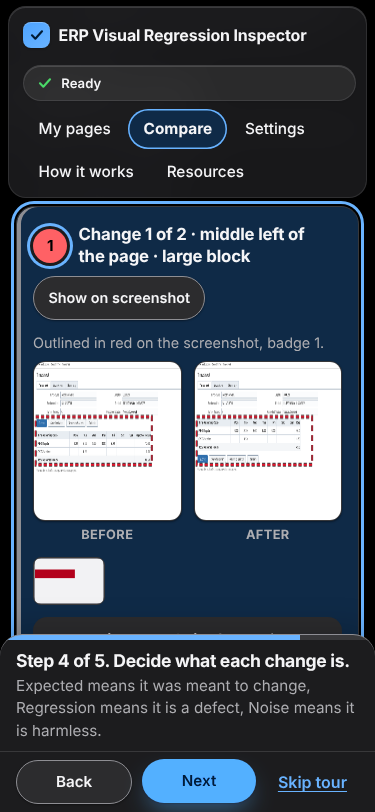 ERP Visual Regression Inspector
Ready
My pages
Compare
Settings
How it works
Resources
1
Change 1 of 2 · middle left of
the page · large block
Show on screenshot
Outlined in red on the screenshot, badge 1.
BEFORE
AFTER
Step 4 of 5. Decide what each change is.
Expected means it was meant to change,
Regression means it is a defect, Noise means it
is harmless.
Back
Next
Skip tour